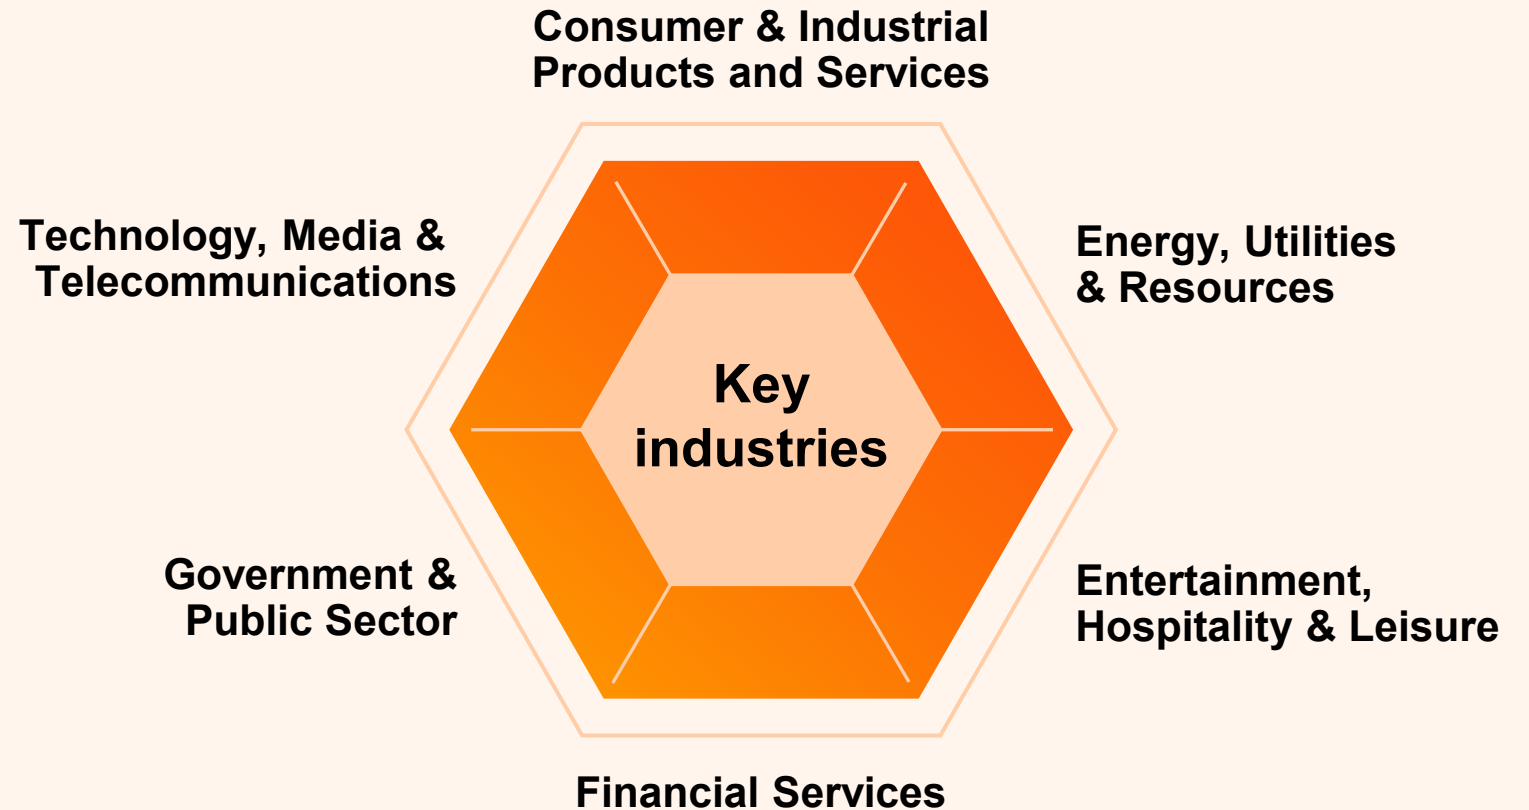 Consumer & Industrial
Products and Services
Technology, Media &
Telecommunications
Energy, Utilities
& Resources
Key
industries
Government &
Public Sector
Entertainment,
Hospitality & Leisure
Financial Services